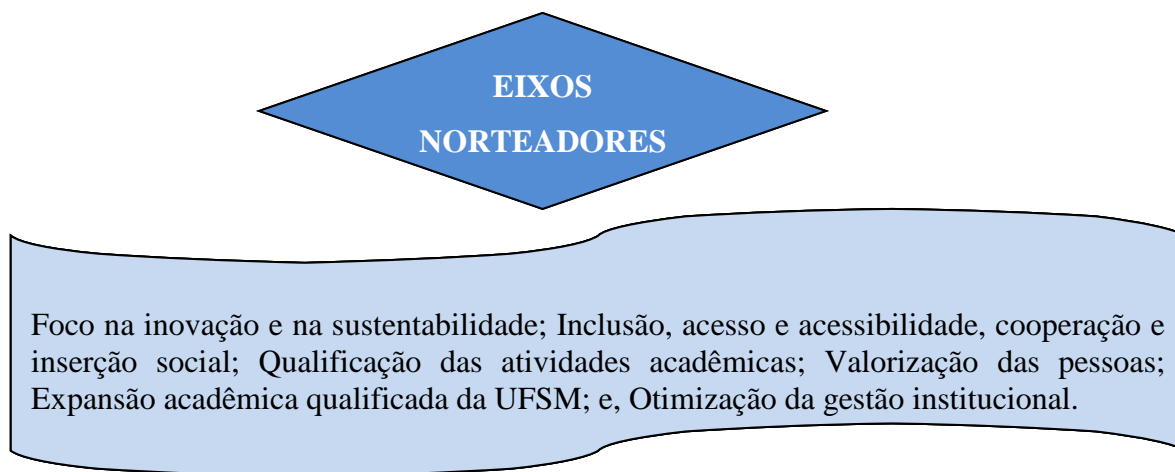 EIXOS
NORTEADORES
Foco na inovação e na sustentabilidade; Inclusão, acesso e acessibilidade, cooperação e
inserção social; Qualificação das atividades acadêmicas; Valorização das pessoas;
Expansão acadêmica qualificada da UFSM; e, Otimização da gestão institucional.